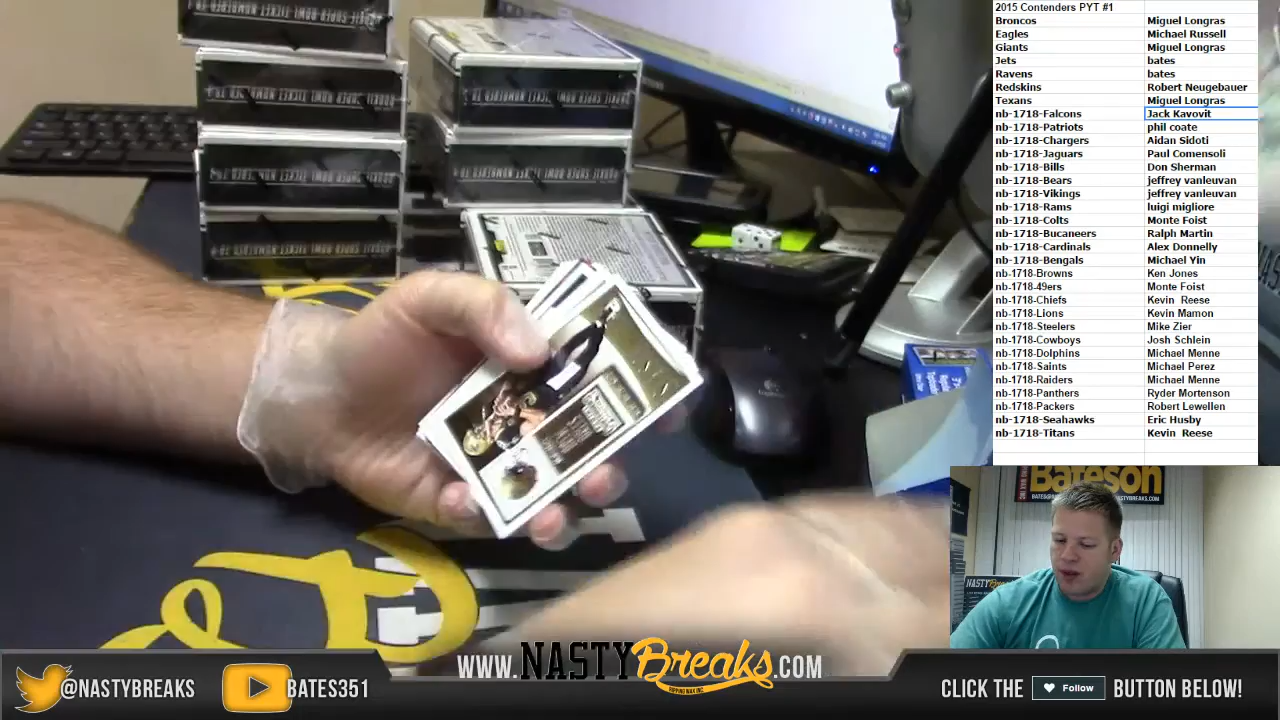 2015 Contenders PYT #1
Broncos Miguel Longras
Eagles Michael Russell
Giants Miguel Longras
Jets bates
Ravens bates
Redskins Robert Neugebauer
Texans Miguel Longras
nb-1718-Falcons Jack Kavovit
nb-1718-Patriots phil coate
nb-1718-Chargers Aidan Sidoti
nb-1718-Jaguars Paul Comensoli
nb-1718-Bills Don Sherman
nb-1718-Bears jeffrey vanleuvan
nb-1718-Vikings jeffrey vanleuvan
nb-1718-Rams luigi migliore
nb-1718-Colts Monte Foist
nb-1718-Bucaneers Ralph Martin
nb-1718-Cardinals Alex Donnelly
nb-1718-Bengals Michael Yin
nb-1718-Browns Ken Jones
nb-1718-49ers Monte Foist
nb-1718-Chiefs Kevin Reese
nb-1718-Lions Kevin Mamon
nb-1718-Steelers Mike Zier
nb-1718-Cowboys Josh Schlein
nb-1718-Dolphins Michael Menne
nb-1718-Saints Michael Perez
nb-1718-Raiders Michael Menne
nb-1718-Panthers Ryder Mortenson
nb-1718-Packers Robert Lewellen
nb-1718-Seahawks Eric Husby
nb-1718-Titans Kevin Reese
Bateson
@NASTYBREAKS
BATES351
WWW.NASTYBreaks.COM
CLICK THE Follow BUTTON BELOW!